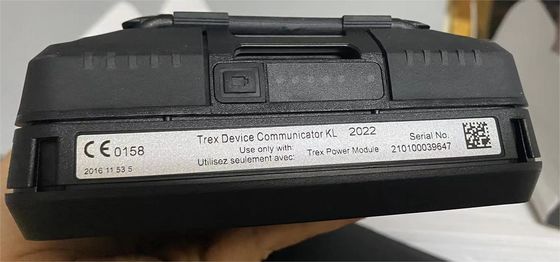 CE 0158
2016 11 53 5
Trex Device Communicator KL 2022
Use only with: Trex Power Module
Utilisez seulement avec:
Serial No.
210100039647